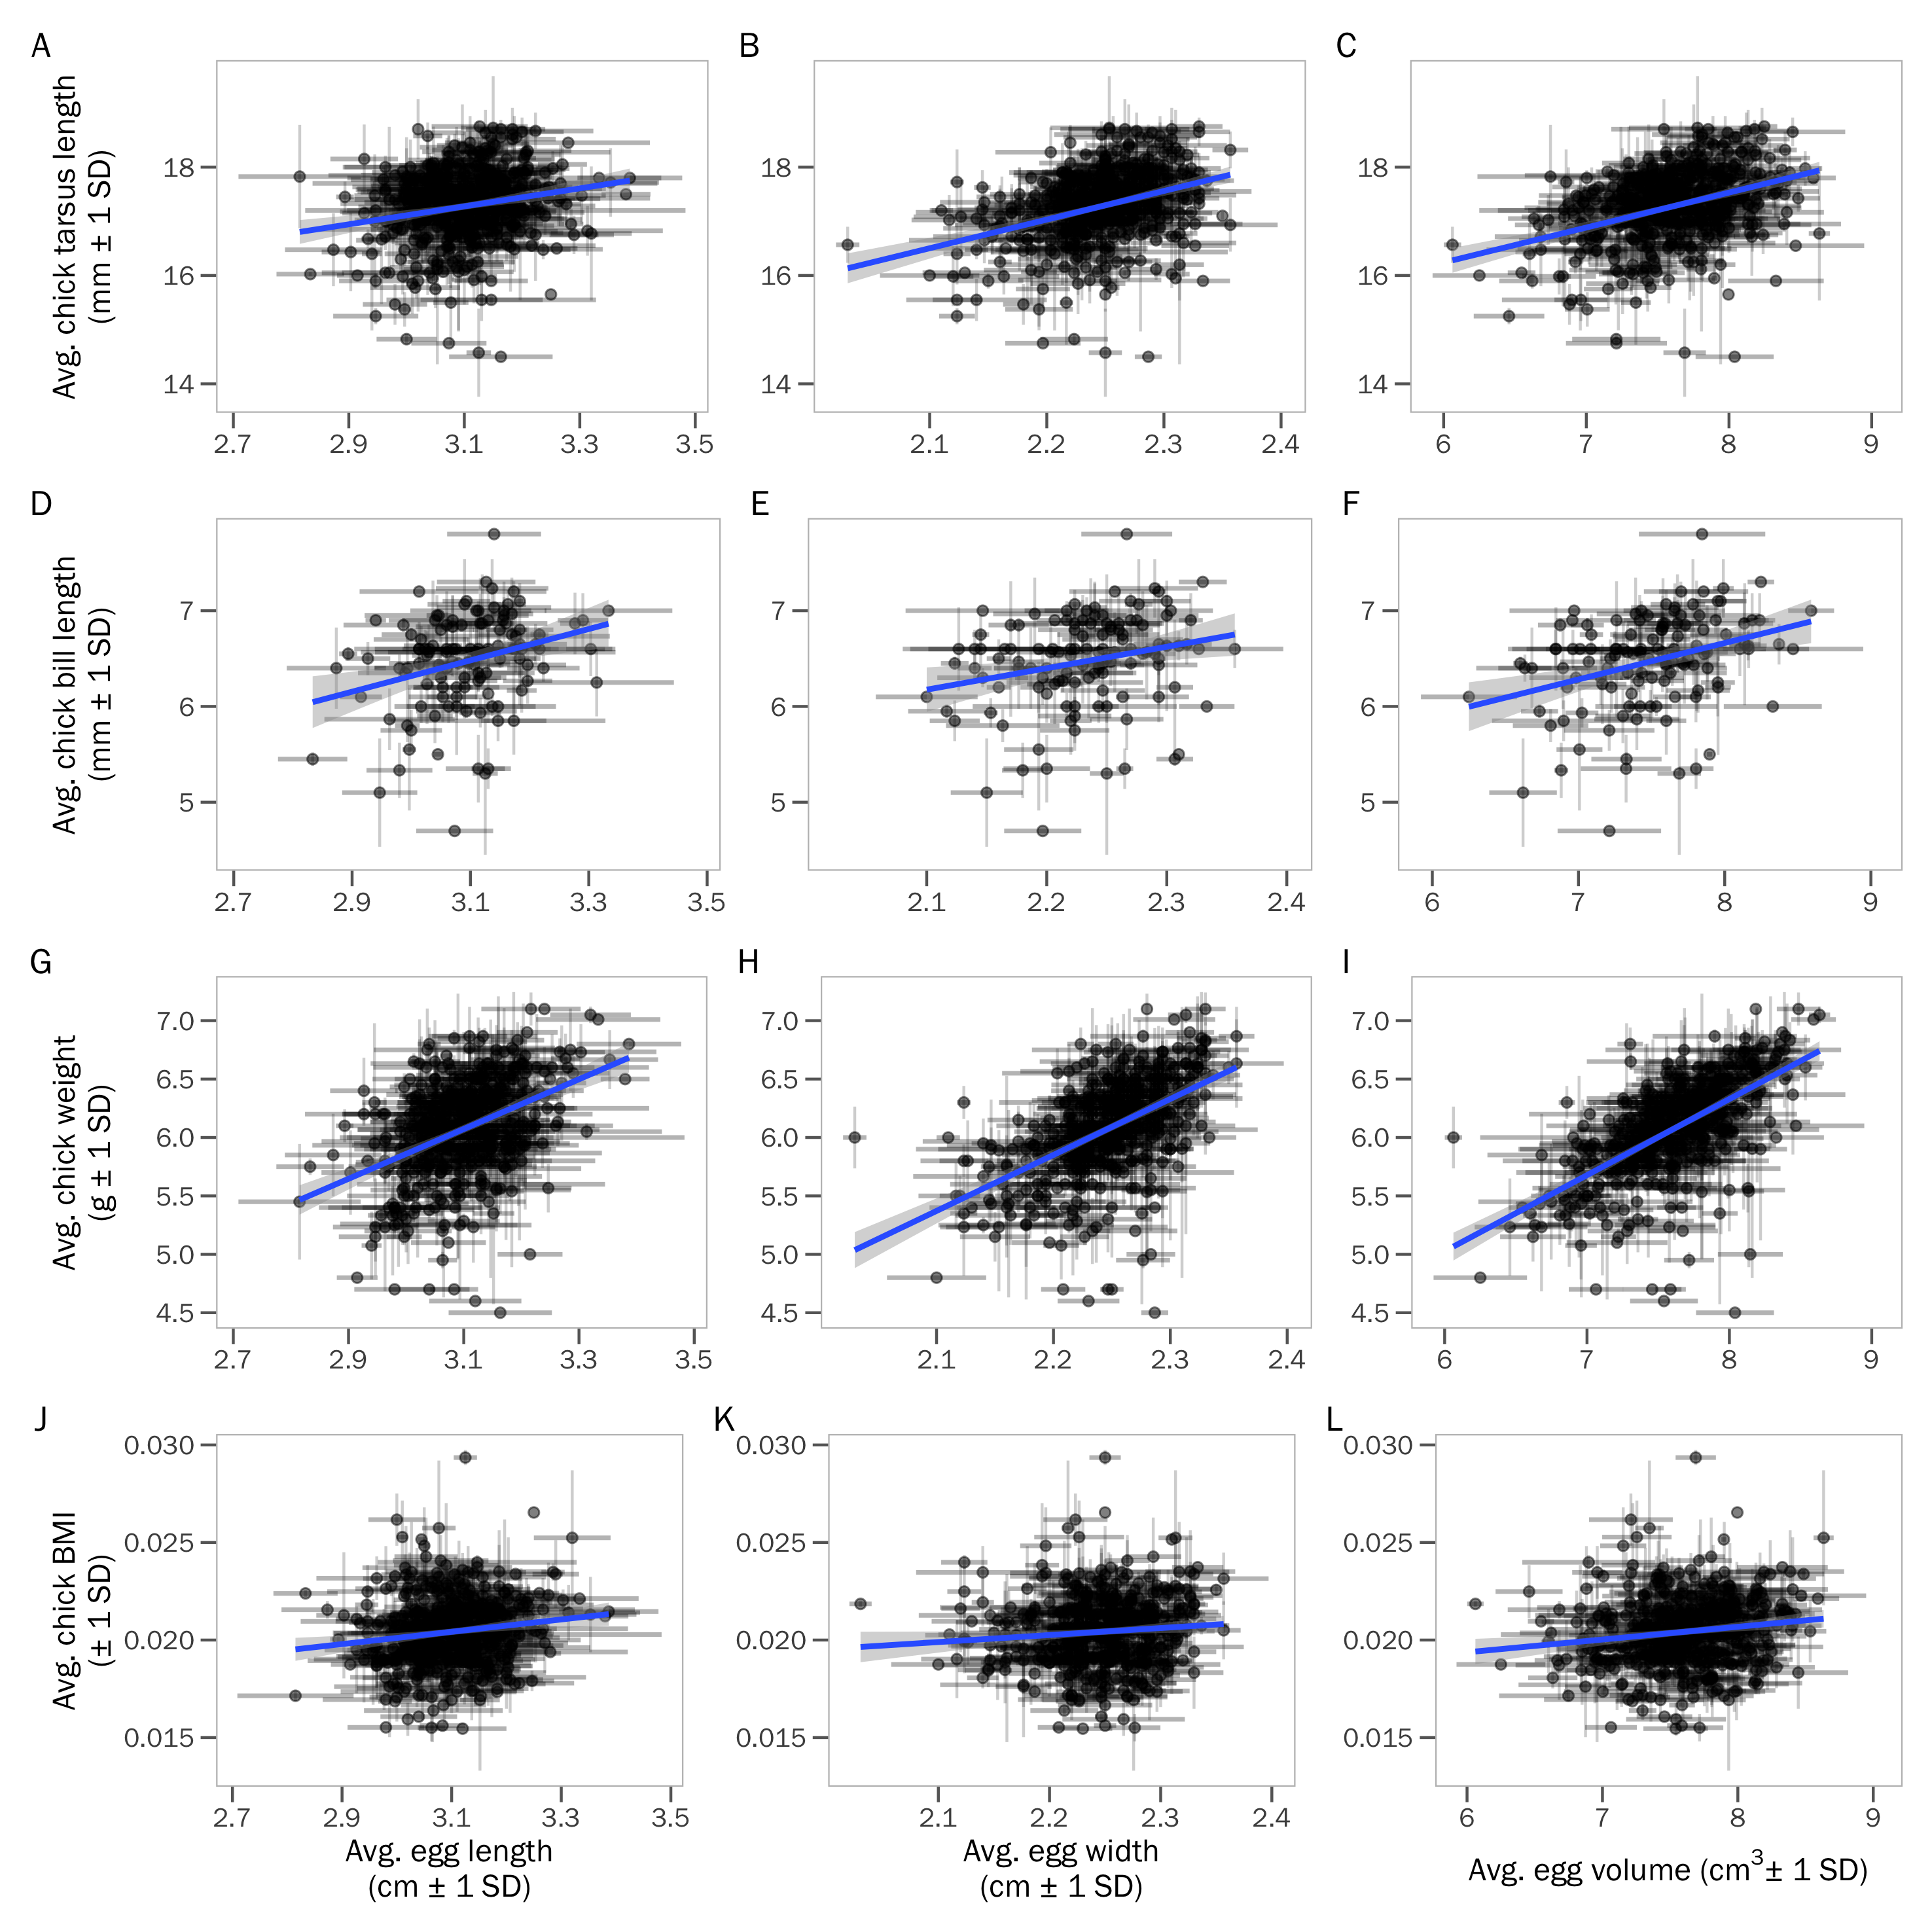 A
B
C
Avg. chick tarsus length
(mm ± 1 SD)
18
16
14
18
16
14
18
16
14
2.7 2.9 3.1 3.3 3.5
2.1 2.2 2.3 2.4
6 7 8 9
D
E
F
Avg. chick bill length
(mm ± 1 SD)
7
6
5
7
6
5
7
6
5
2.7 2.9 3.1 3.3 3.5
2.1 2.2 2.3 2.4
6 7 8 9
G
H
I
Avg. chick weight
(g ± 1 SD)
7.0
6.5
6.0
5.5
5.0
4.5
7.0
6.5
6.0
5.5
5.0
4.5
7.0
6.5
6.0
5.5
5.0
4.5
2.7 2.9 3.1 3.3 3.5
2.1 2.2 2.3 2.4
6 7 8 9
J
K
L
Avg. chick BMI
(± 1 SD)
0.030
0.025
0.020
0.015
0.030
0.025
0.020
0.015
0.030
0.025
0.020
0.015
2.7 2.9 3.1 3.3 3.5
2.1 2.2 2.3 2.4
6 7 8 9
Avg. egg length
(cm ± 1 SD)
Avg. egg width
(cm ± 1 SD)
Avg. egg volume (cm³± 1 SD)